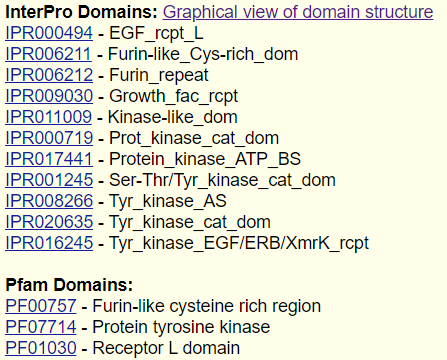 InterPro Domains: Graphical view of domain structure
IPR000494 - EGF_rcpt_L
IPR006211 - Furin-like_Cys-rich_dom
IPR006212 - Furin_repeat
IPR009030 - Growth_fac_rcpt
IPR011009 - Kinase-like_dom
IPR000719 - Prot_kinase_cat_dom
IPR017441 - Protein_kinase_ATP_BS
IPR001245 - Ser-Thr/Tyr_kinase_cat_dom
IPR008266 - Tyr_kinase_AS
IPR020635 - Tyr_kinase_cat_dom
IPR016245 - Tyr_kinase_EGF/ERB/XmrK_rcpt
Pfam Domains:
PF00757 - Furin-like cysteine rich region
PF07714 - Protein tyrosine kinase
PF01030 - Receptor L domain